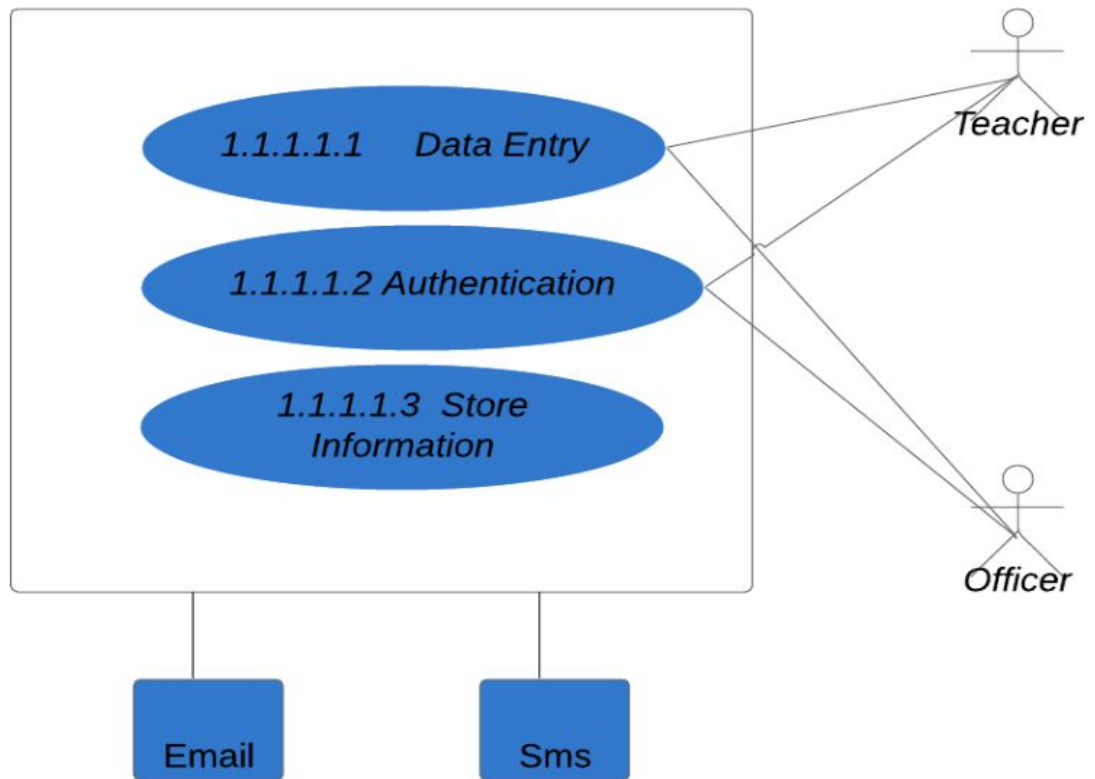 Teacher
1.1.1.1.1 Data Entry
1.1.1.1.2 Authentication
1.1.1.1.3 Store
Information
Officer
Email
Sms